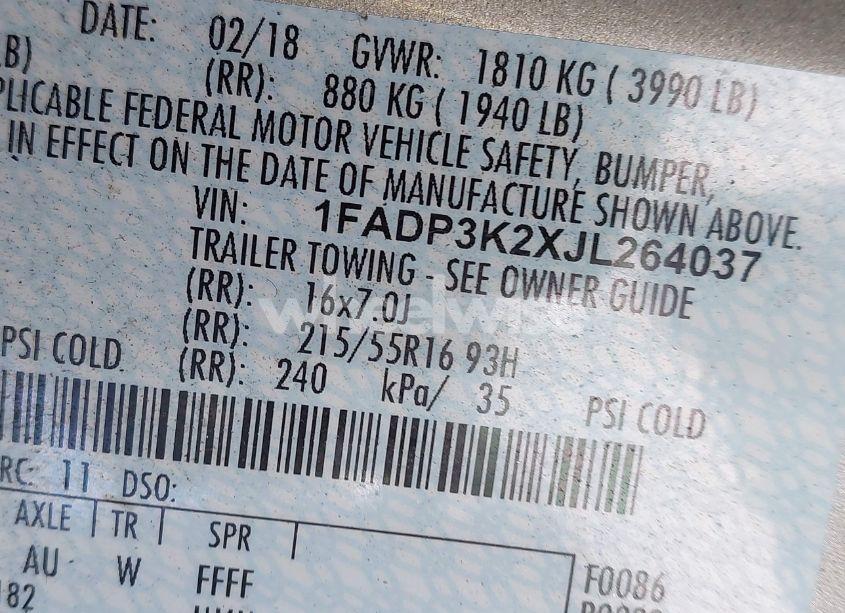 DATE: 02/18 GVWR: 1810 KG ( 3990 LB)
LB) (RR): 880 KG ( 1940 LB)
PLICABLE FEDERAL MOTOR VEHICLE SAFETY, BUMPER,
IN EFFECT ON THE DATE OF MANUFACTURE SHOWN ABOVE.
VIN: 1FADP3K2XJL264037
TRAILER TOWING - SEE OWNER GUIDE
(RR): 16x7.0J
(RR): 215/55R16 93H
PSI COLD (RR): 240 kPa/ 35 PSI COLD
RC: 11 DSO:
AXLE TR SPR
AU W FFFF F0086
182